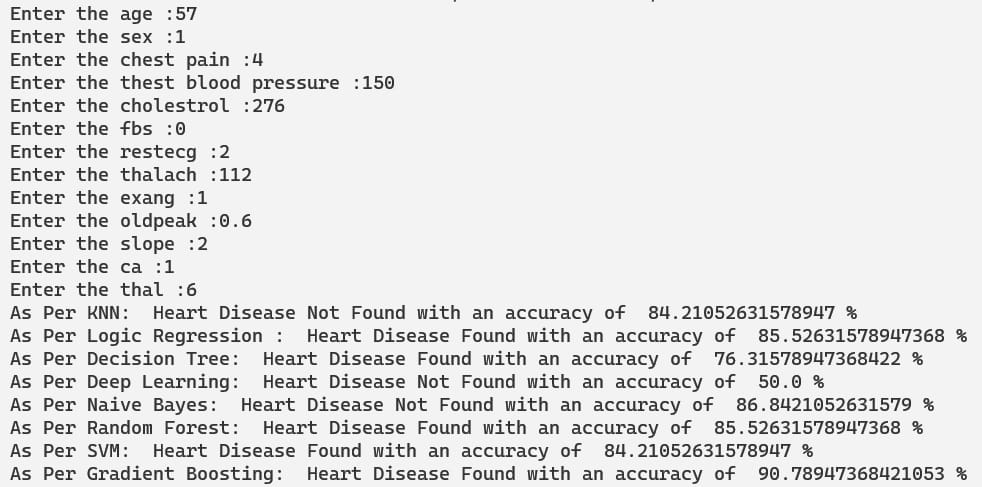 Enter the age :57
Enter the sex :1
Enter the chest pain :4
Enter the thest blood pressure :150
Enter the cholestrol :276
Enter the fbs :0
Enter the restecg :2
Enter the thalach :112
Enter the exang :1
Enter the oldpeak :0.6
Enter the slope :2
Enter the ca :1
Enter the thal :6
As Per KNN:  Heart Disease Not Found with an accuracy of  84.21052631578947 %
As Per Logic Regression :  Heart Disease Found with an accuracy of  85.52631578947368 %
As Per Decision Tree:  Heart Disease Found with an accuracy of  76.31578947368422 %
As Per Deep Learning:  Heart Disease Not Found with an accuracy of  50.0 %
As Per Naive Bayes:  Heart Disease Not Found with an accuracy of  86.8421052631579 %
As Per Random Forest:  Heart Disease Found with an accuracy of  85.52631578947368 %
As Per SVM:  Heart Disease Found with an accuracy of  84.21052631578947 %
As Per Gradient Boosting:  Heart Disease Found with an accuracy of  90.78947368421053 %